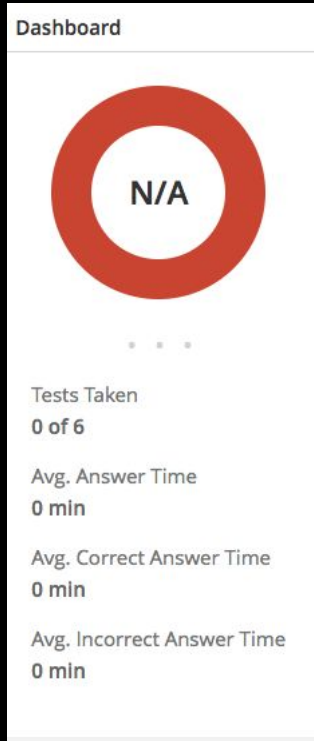 Dashboard
N/A
Tests Taken
0 of 6
Avg. Answer Time
0 min
Avg. Correct Answer Time
0 min
Avg. Incorrect Answer Time
0 min